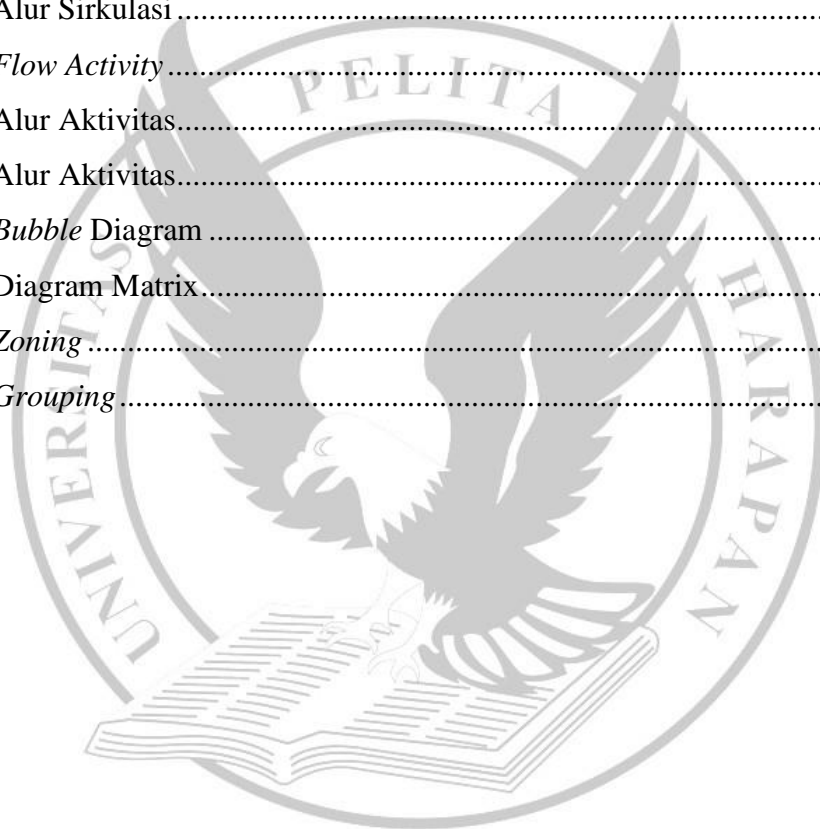 Alur Sirkulasi ..................................................................................
Flow Activity ..................................................................................
Alur Aktivitas..................................................................................
Alur Aktivitas..................................................................................
Bubble Diagram ..................................................................................
Diagram Matrix..................................................................................
Zoning ..................................................................................
Grouping ..................................................................................
UNIVERSITAS PELITA HARAPAN